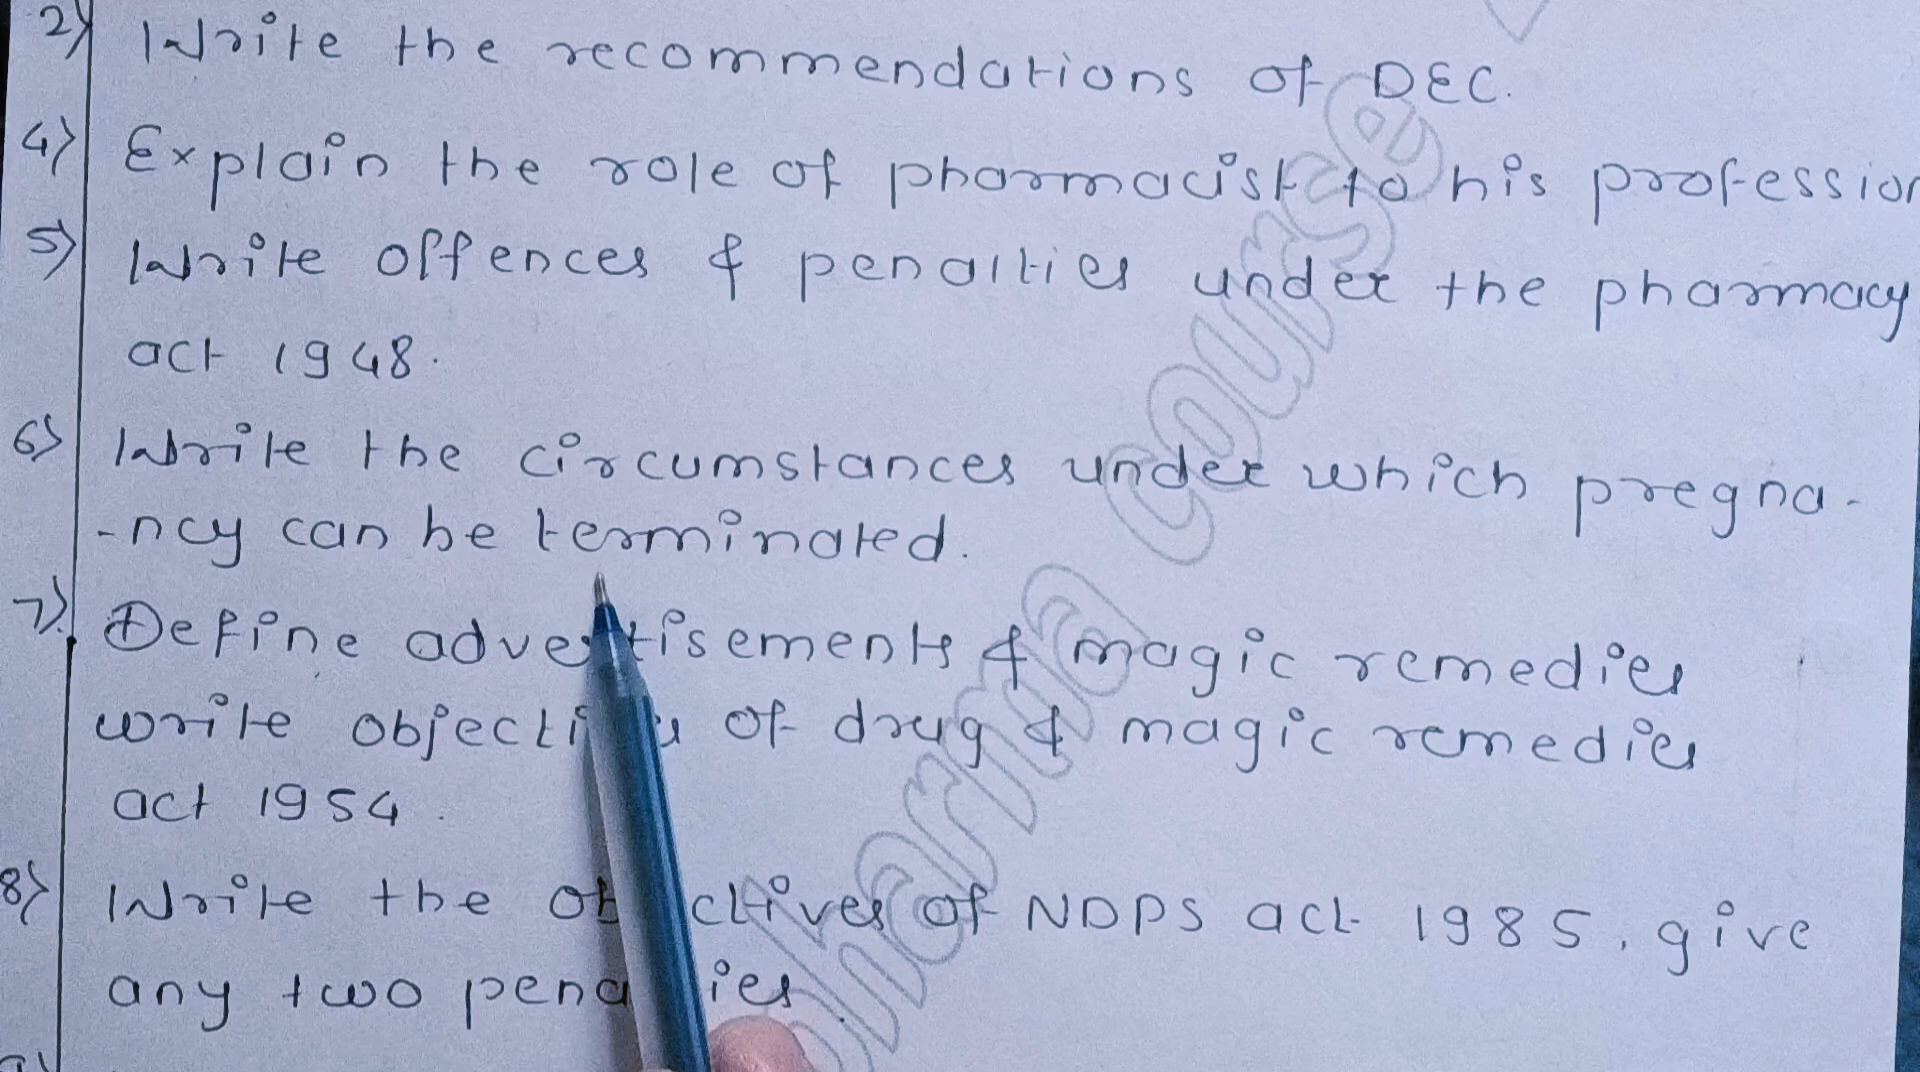 2) Write the recommendations of DEC.
4) Explain the role of pharmacist to his profession
5) Write offences & penalties under the pharmacy
act 1948.
6) Write the circumstances under which pregna-
-ncy can be terminated.
7) Define advertisements & magic remedies
write objectives of drug & magic remedies
act 1954.
8) Write the objectives of NDPS act 1985, give
any two penalties